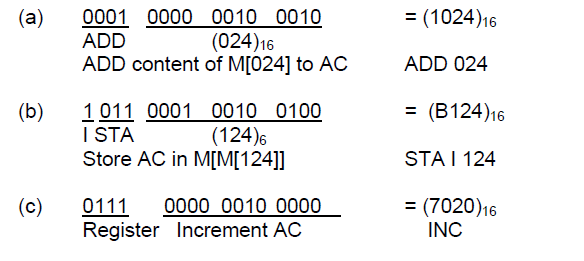 (a) 0001 0000 0010 0010 = (1024)16
ADD (024)16
ADD content of M[024] to AC ADD 024
(b) 1 011 0001 0010 0100 = (B124)16
I STA (124)6
Store AC in M[M[124]] STA I 124
(c) 0111 0000 0010 0000 = (7020)16
Register Increment AC INC